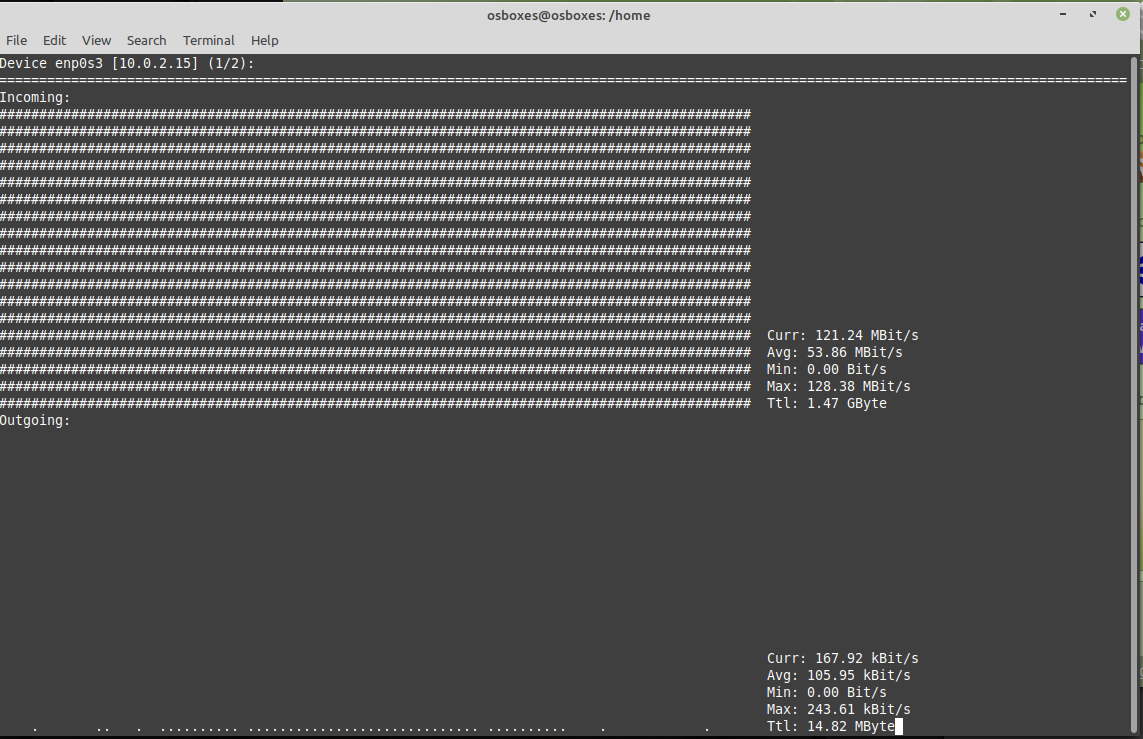 osboxes@osboxes: /home
File Edit View Search Terminal Help
Device enp0s3 [10.0.2.15] (1/2):
=============================================================================================================================================
Incoming:
##############################################################################################
##############################################################################################
##############################################################################################
##############################################################################################
##############################################################################################
##############################################################################################
##############################################################################################
##############################################################################################
##############################################################################################
##############################################################################################
##############################################################################################
##############################################################################################
##############################################################################################
############################################################################################## Curr: 121.24 MBit/s
############################################################################################## Avg: 53.86 MBit/s
############################################################################################## Min: 0.00 Bit/s
############################################################################################## Max: 128.38 MBit/s
############################################################################################## Ttl: 1.47 GByte
Outgoing:
Curr: 167.92 kBit/s
Avg: 105.95 kBit/s
Min: 0.00 Bit/s
Max: 243.61 kBit/s
. .. . .......... ............................. .......... . . Ttl: 14.82 MByte